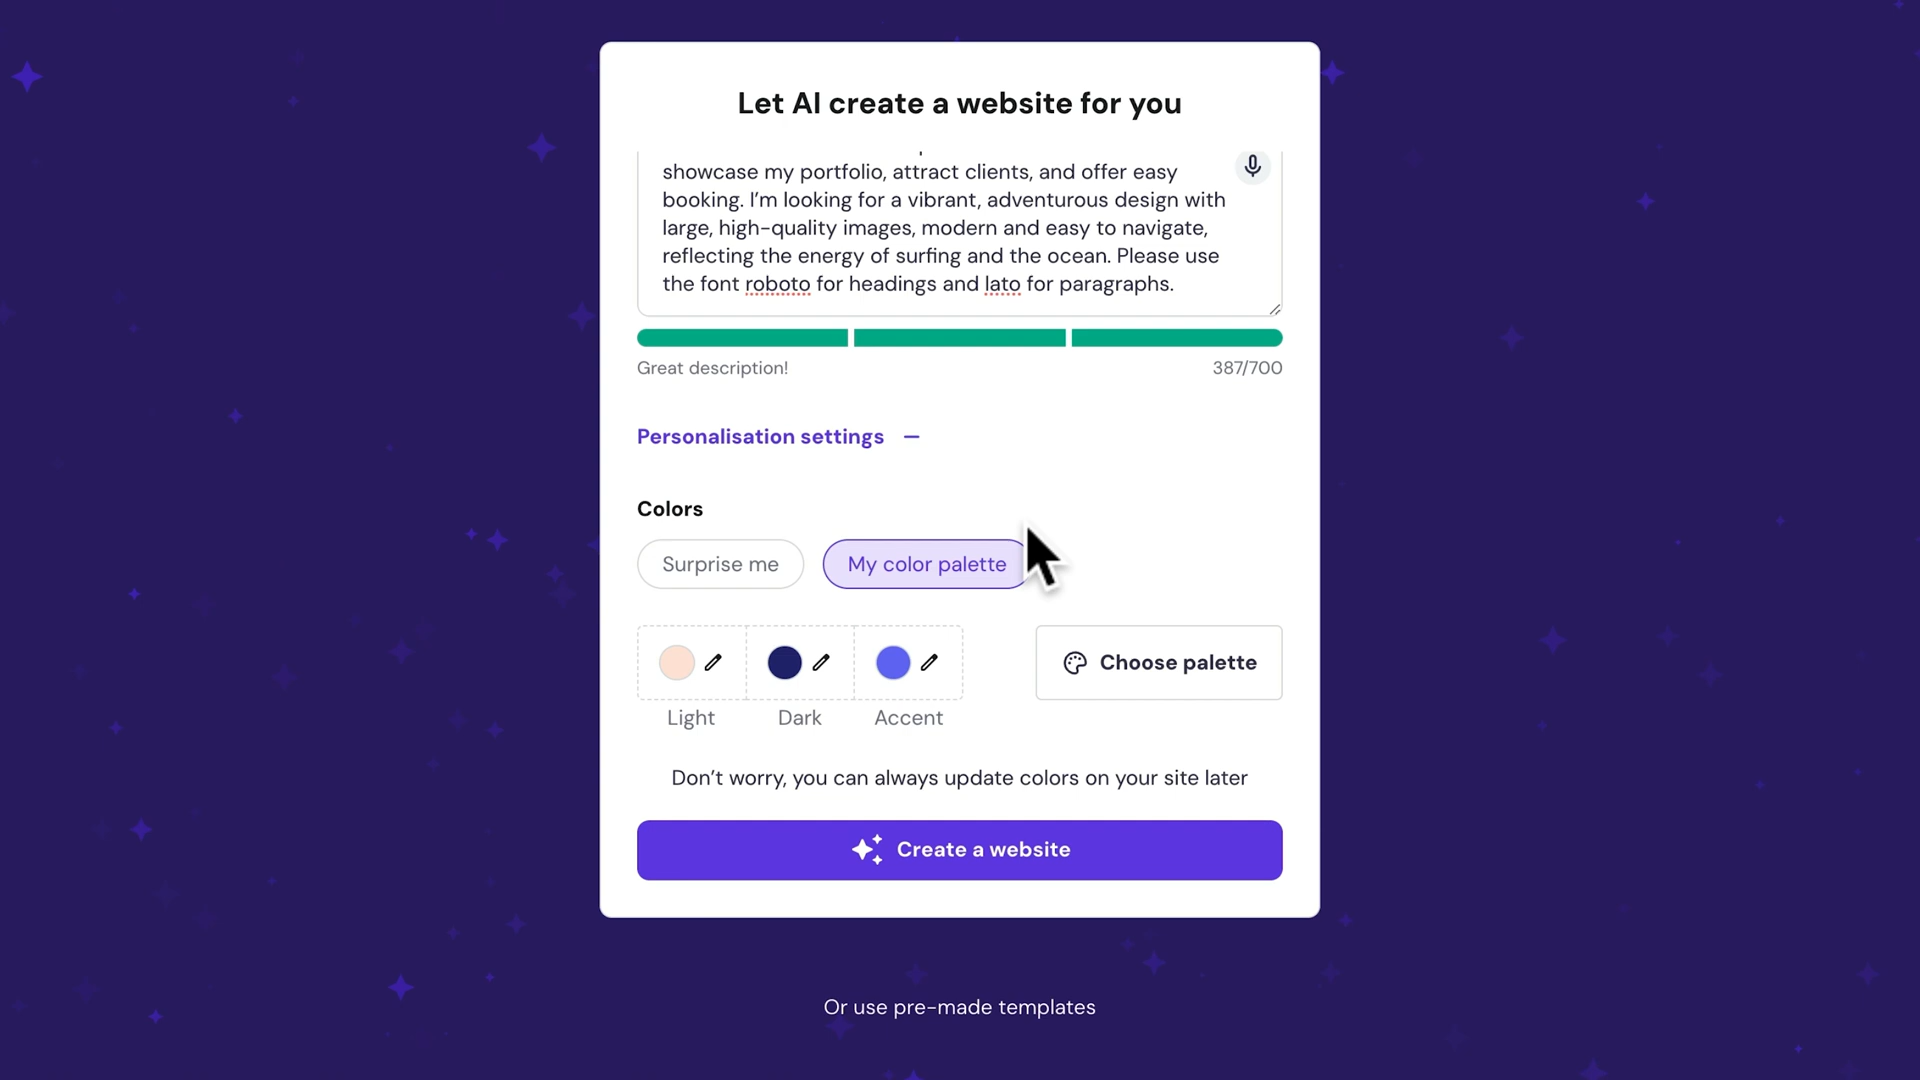 Let AI create a website for you
showcase my portfolio, attract clients, and offer easy
booking. I’m looking for a vibrant, adventurous design with
large, high-quality images, modern and easy to navigate,
reflecting the energy of surfing and the ocean. Please use
the font roboto for headings and lato for paragraphs.
Great description!
387/700
Personalisation settings
Colors
Surprise me
My color palette
Choose palette
Light
Dark
Accent
Don’t worry, you can always update colors on your site later
Create a website
Or use pre-made templates